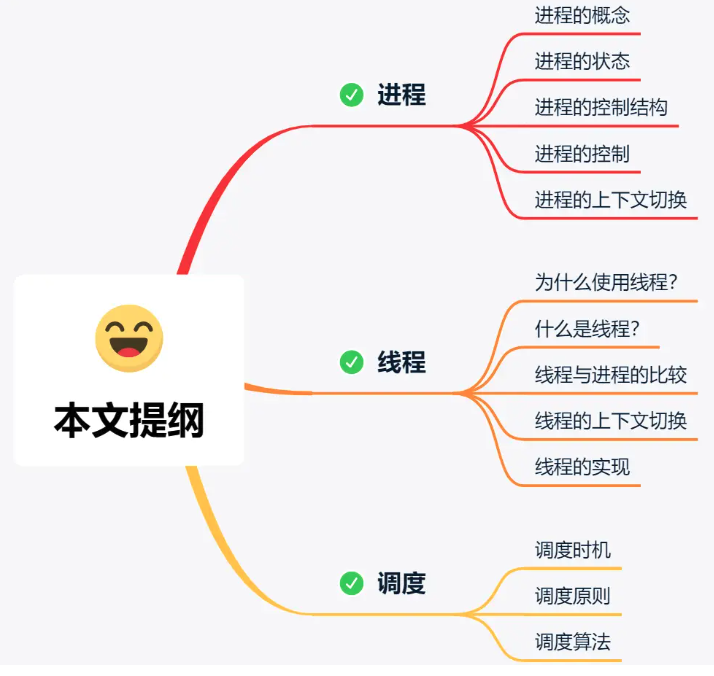 本文提纲
进程
进程的概念
进程的状态
进程的控制结构
进程的控制
进程的上下文切换
线程
为什么使用线程？
什么是线程？
线程与进程的比较
线程的上下文切换
线程的实现
调度
调度时机
调度原则
调度算法